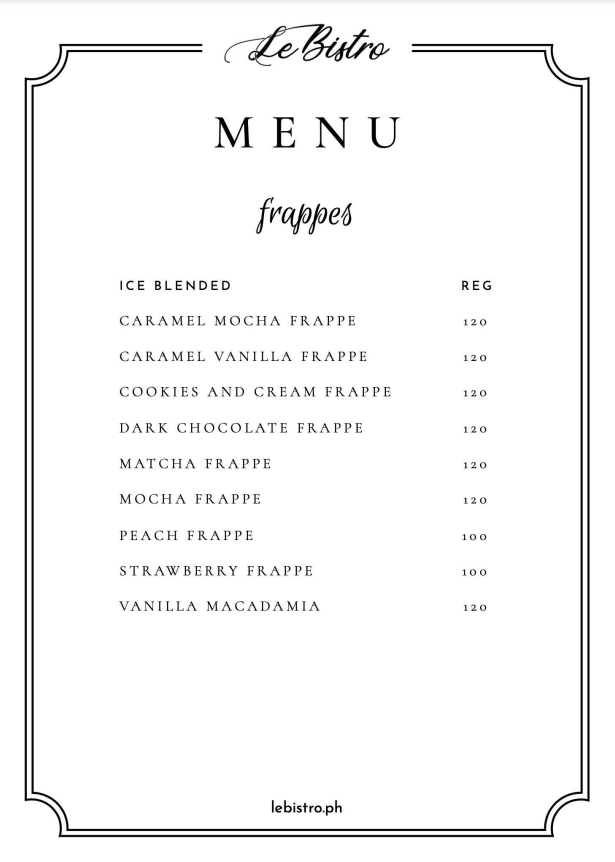 Le Bistro
MENU
frappes
ICE BLENDED REG
CARAMEL MOCHA FRAPPE 120
CARAMEL VANILLA FRAPPE 120
COOKIES AND CREAM FRAPPE 120
DARK CHOCOLATE FRAPPE 120
MATCHA FRAPPE 120
MOCHA FRAPPE 120
PEACH FRAPPE 100
STRAWBERRY FRAPPE 100
VANILLA MACADAMIA 120
lebistro.ph